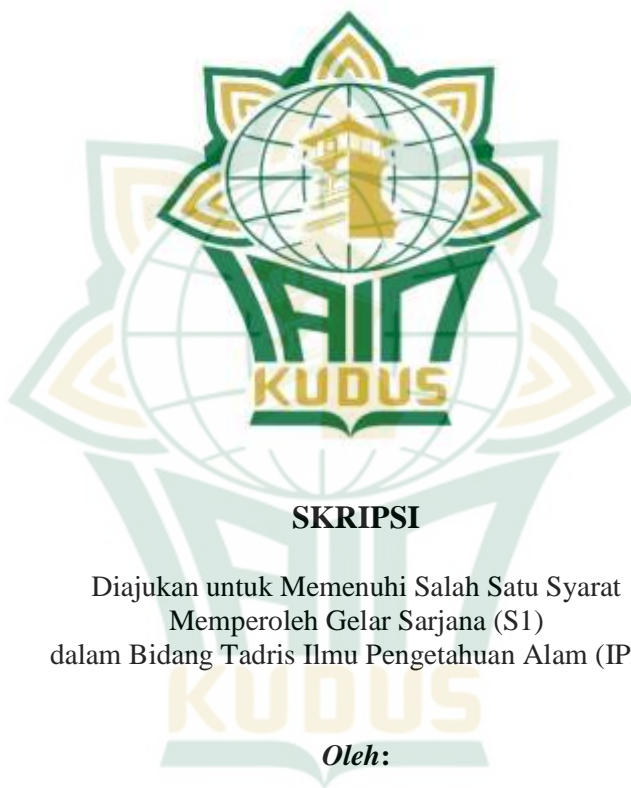 IAIN
KUDUS
SKRIPSI
Diajukan untuk Memenuhi Salah Satu Syarat
Memperoleh Gelar Sarjana (S1)
dalam Bidang Tadris Ilmu Pengetahuan Alam (IP
Oleh: